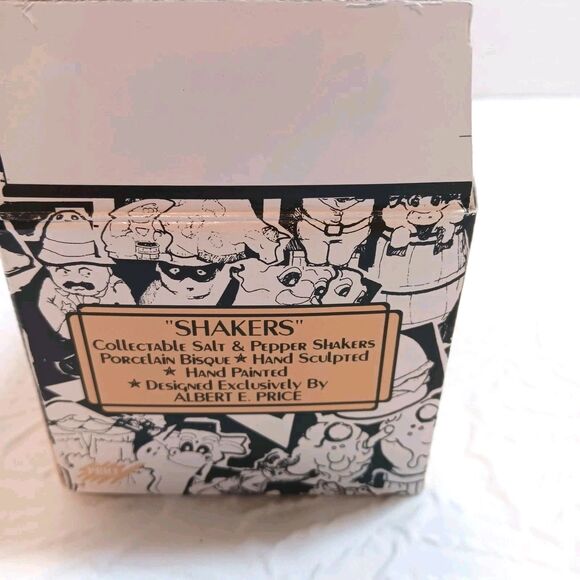 "SHAKERS"
Collectable Salt & Pepper Shakers
Porcelain Bisque ★ Hand Sculpted
★ Hand Painted
★ Designed Exclusively By
ALBERT E. PRICE